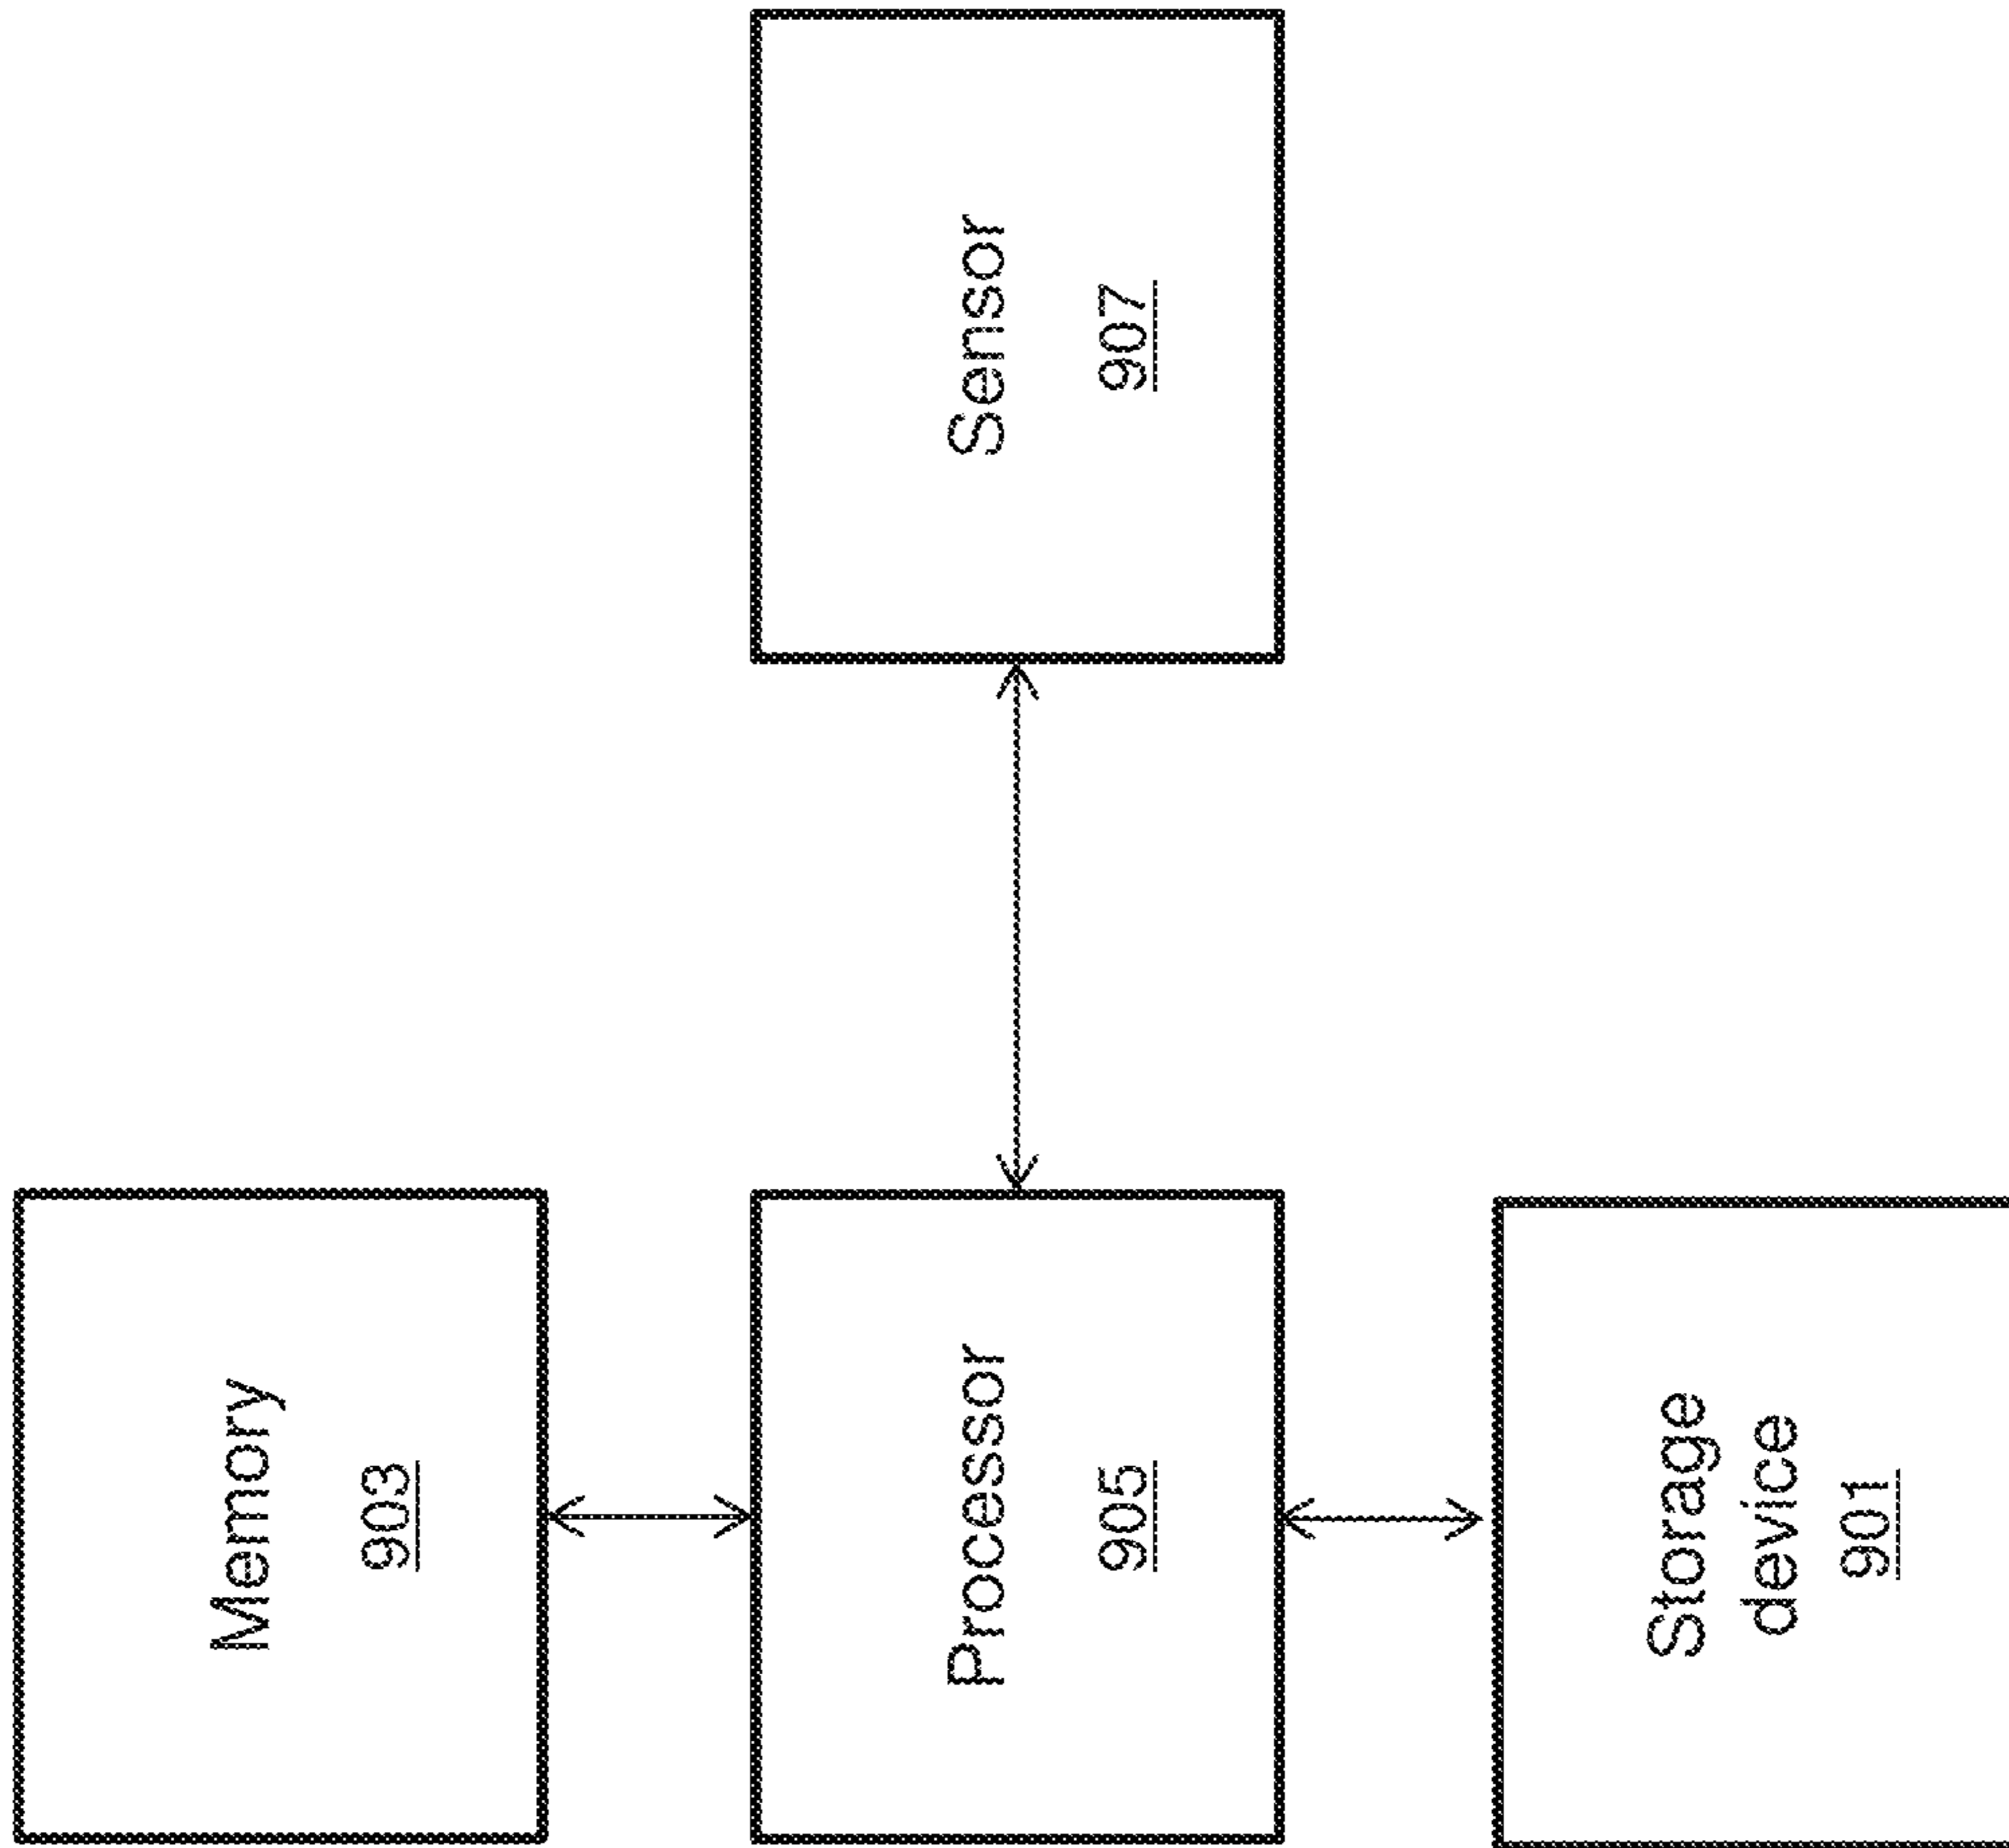 Memory
903
Processor
905
Sensor
907
Storage
device
901